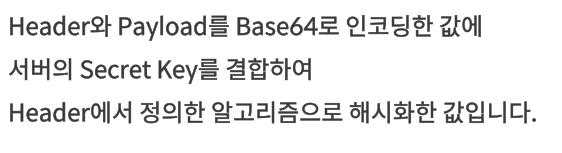 Header와 Payload를 Base64로 인코딩한 값에
서버의 Secret Key를 결합하여
Header에서 정의한 알고리즘으로 해시화한 값입니다.